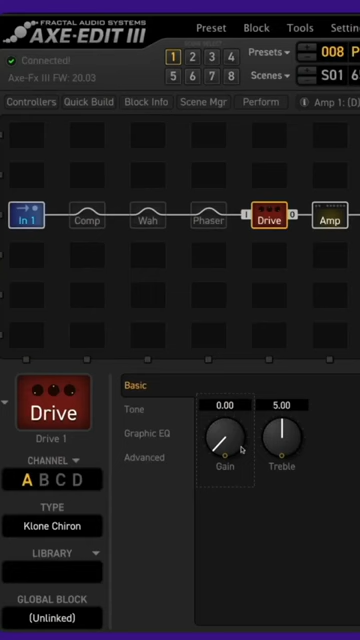 FRACTAL AUDIO SYSTEMS
AXE-EDIT III
Preset Block Tools
Connected!
Axe-Fx III FW: 20.03
1 2 3 4
5 6 7 8
Presets 008
Scenes S01
Controllers Quick Build Block Info Scene Mgr Perform Amp 1: (D
In 1 Comp Wah Phaser I Drive O Amp
Drive
Drive 1
CHANNEL
A B C D
TYPE
Klone Chiron
LIBRARY
GLOBAL BLOCK
(Unlinked)
Basic
Tone
Graphic EQ
Advanced
0.00 5.00
Gain Treble